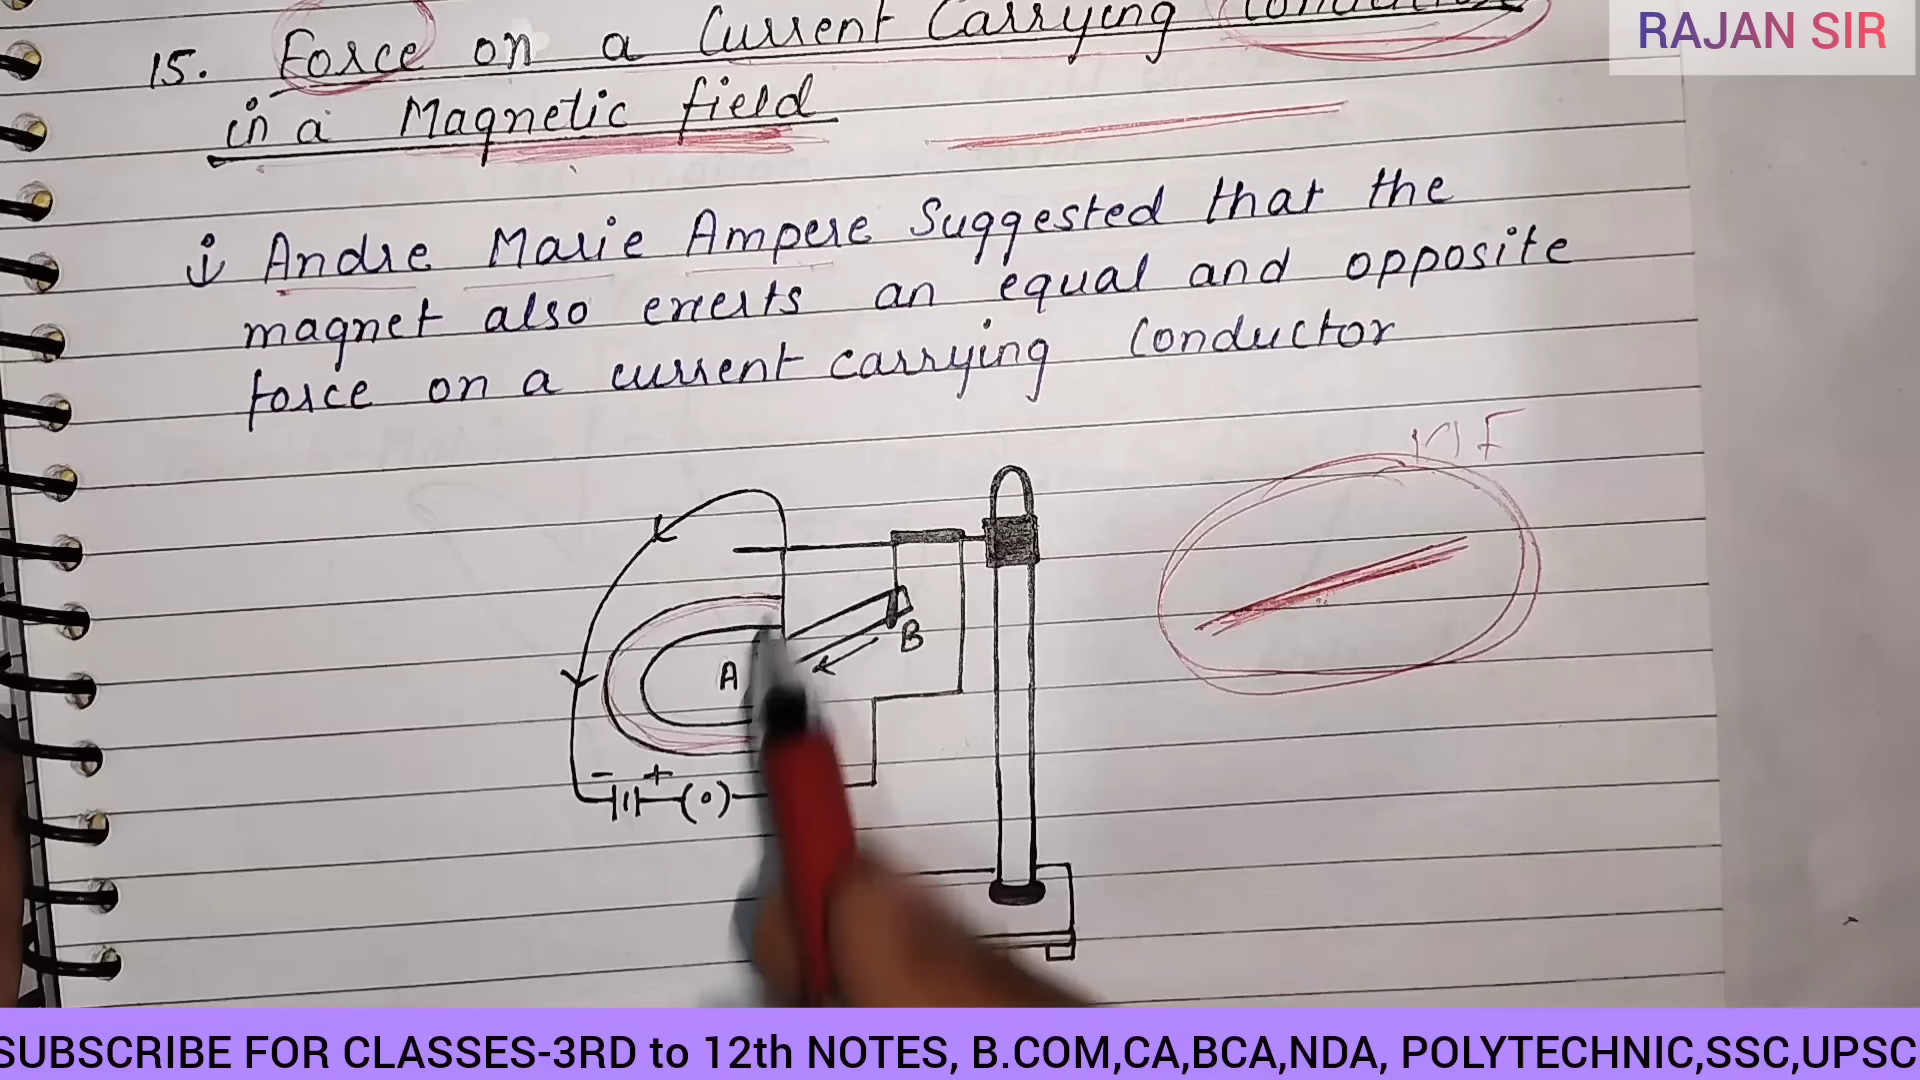 RAJAN SIR
15. Force on a Current Carrying Conductor
in a Magnetic field
i Andre Marie Ampere Suggested that the
magnet also exerts an equal and opposite
force on a current carrying Conductor
MF
B
A
- +
SUBSCRIBE FOR CLASSES-3RD to 12th NOTES, B.COM,CA,BCA,NDA, POLYTECHNIC,SSC,UPSC